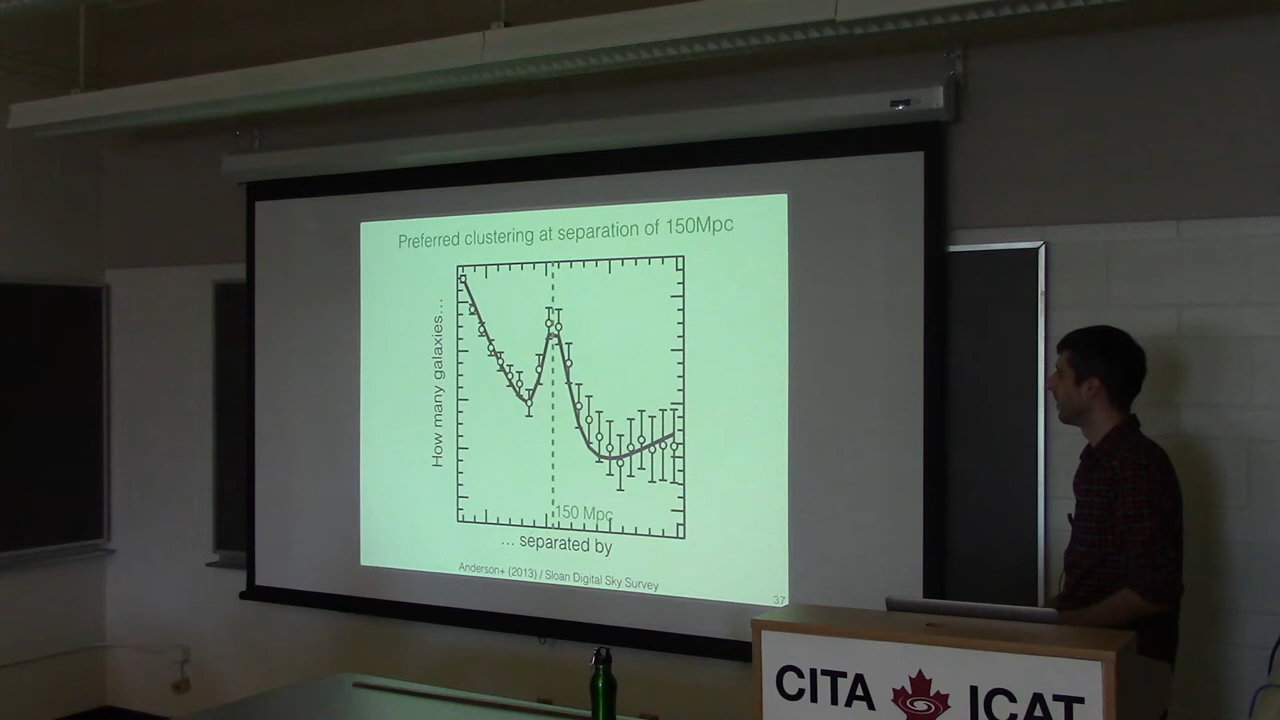 Preferred clustering at separation of 150Mpc
How many galaxies...
150 Mpc
... separated by
Anderson+ (2013) / Sloan Digital Sky Survey
37
CITA ICAT